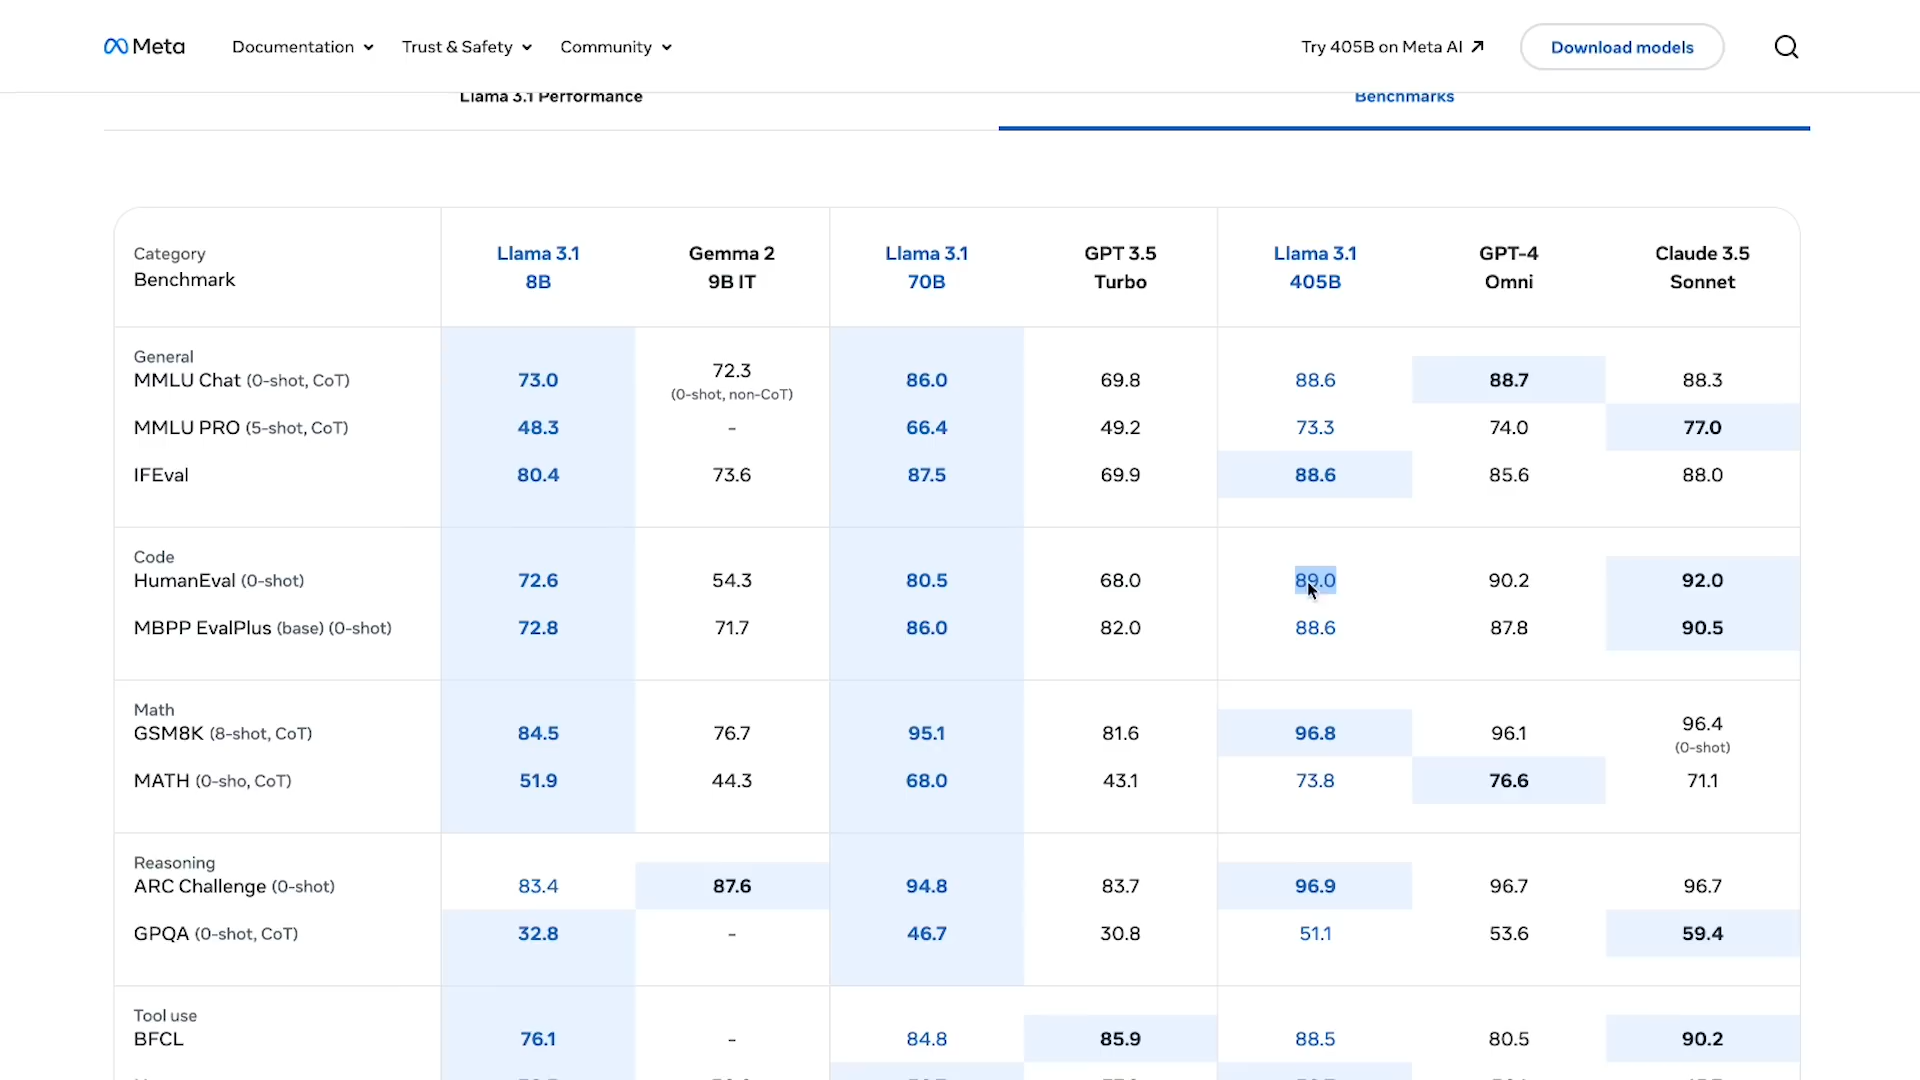 Meta Documentation Trust & Safety Community Try 405B on Meta AI Download models
Llama 3.1 Performance Benchmarks
Category
Benchmark
Llama 3.1 8B
Gemma 2 9B IT
Llama 3.1 70B
GPT 3.5 Turbo
Llama 3.1 405B
GPT-4 Omni
Claude 3.5 Sonnet
General
MMLU Chat (0-shot, CoT) 73.0 72.3 (0-shot, non-CoT) 86.0 69.8 88.6 88.7 88.3
MMLU PRO (5-shot, CoT) 48.3 - 66.4 49.2 73.3 74.0 77.0
IFEval 80.4 73.6 87.5 69.9 88.6 85.6 88.0
Code
HumanEval (0-shot) 72.6 54.3 80.5 68.0 89.0 90.2 92.0
MBPP EvalPlus (base) (0-shot) 72.8 71.7 86.0 82.0 88.6 87.8 90.5
Math
GSM8K (8-shot, CoT) 84.5 76.7 95.1 81.6 96.8 96.1 96.4 (0-shot)
MATH (0-sho, CoT) 51.9 44.3 68.0 43.1 73.8 76.6 71.1
Reasoning
ARC Challenge (0-shot) 83.4 87.6 94.8 83.7 96.9 96.7 96.7
GPQA (0-shot, CoT) 32.8 - 46.7 30.8 51.1 53.6 59.4
Tool use
BFCL 76.1 - 84.8 85.9 88.5 80.5 90.2